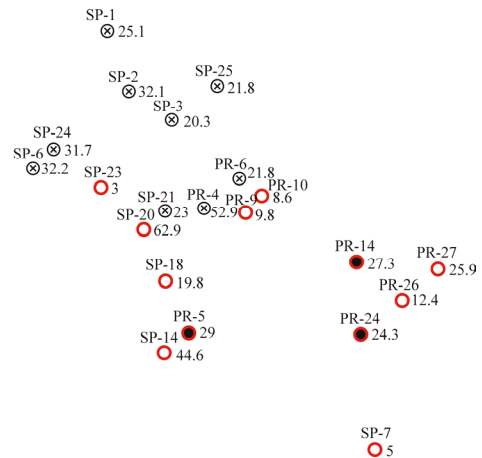 SP-1
25.1
SP-2
32.1
SP-25
21.8
SP-3
20.3
SP-24
31.7
SP-6
32.2
SP-23
3
PR-6
21.8
PR-10
8.6
PR-9
9.8
PR-4
52.9
SP-21
23
SP-20
62.9
PR-14
27.3
PR-27
25.9
SP-18
19.8
PR-26
12.4
PR-5
29
PR-24
24.3
SP-14
44.6
SP-7
5